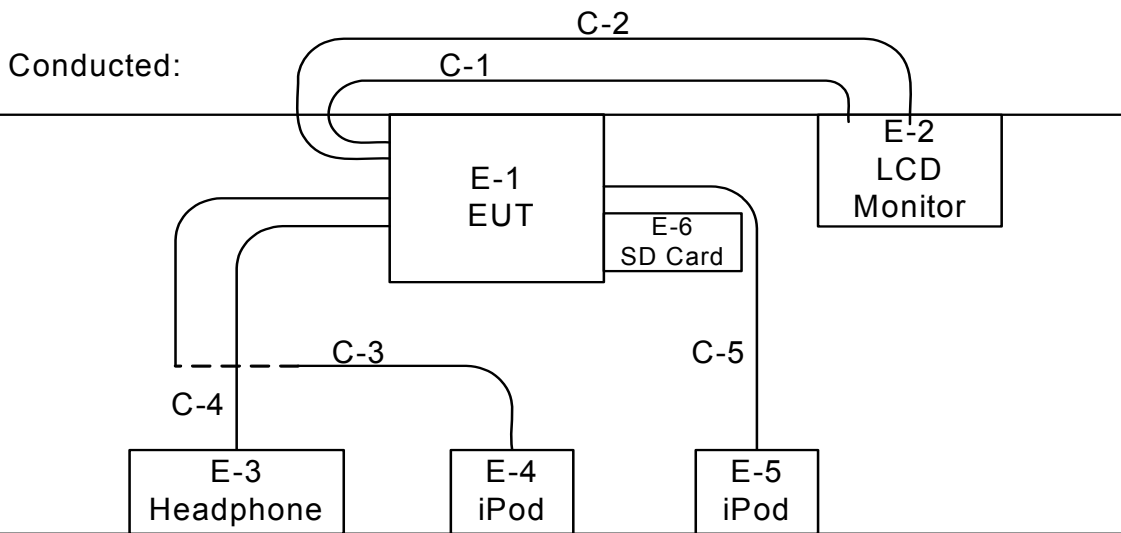 C-2
Conducted:
C-1
E-2
LCD
Monitor
E-1
EUT
E-6
SD Card
C-3
C-5
C-4
E-3
Headphone
E-4
iPod
E-5
iPod